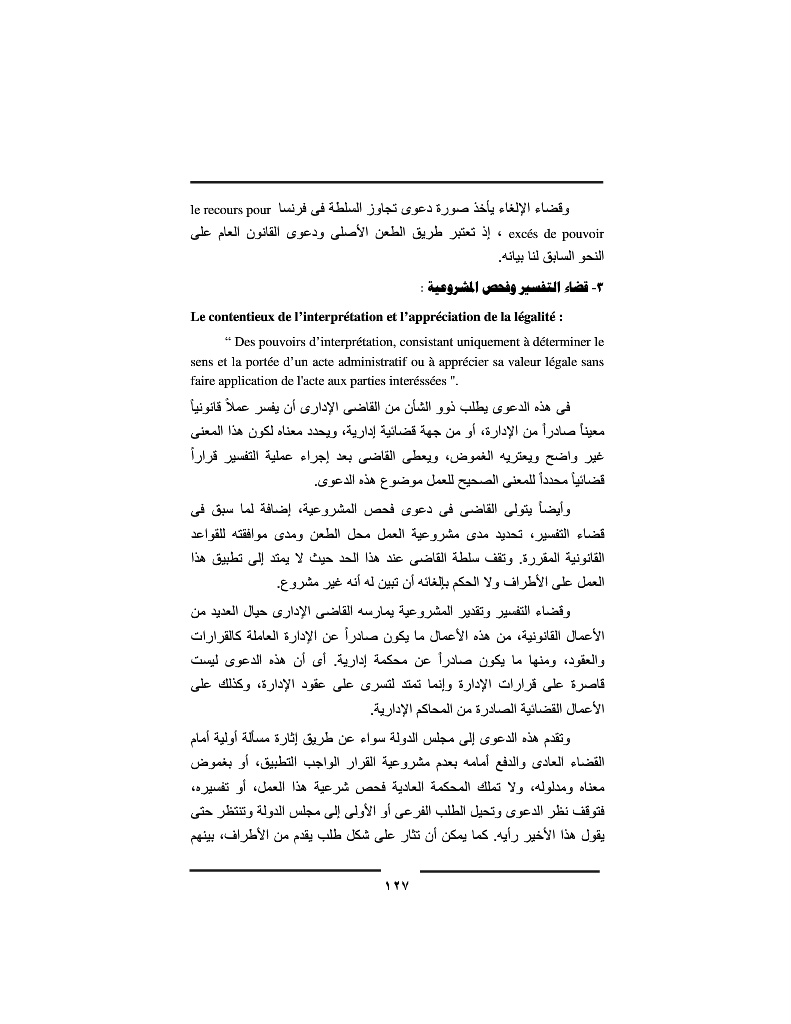 وقضاء الإلغاء يأخذ صورة دعوى تجاوز السلطة فى فرنسا le recours pour
excés de pouvoir ، إذ تعتبر طريق الطعن الأصلى ودعوى القانون العام على
النحو السابق لنا بيانه.
٣- قضاء التفسير وفحص المشروعية :
Le contentieux de l’interprétation et l’appréciation de la légalité :
“ Des pouvoirs d’interprétation, consistant uniquement à déterminer le
sens et la portée d’un acte administratif ou à apprécier sa valeur légale sans
faire application de l'acte aux parties interéssées ".
فى هذه الدعوى يطلب ذوو الشأن من القاضى الإدارى أن يفسر عملاً قانونياً
معيناً صادراً من الإدارة، أو من جهة قضائية إدارية، ويحدد معناه لكون هذا المعنى
غير واضح ويعتريه الغموض، ويعطى القاضى بعد إجراء عملية التفسير قراراً
قضائياً محدداً للمعنى الصحيح للعمل موضوع هذه الدعوى.
وأيضاً يتولى القاضى فى دعوى فحص المشروعية، إضافة لما سبق فى
قضاء التفسير، تحديد مدى مشروعية العمل محل الطعن ومدى موافقته للقواعد
القانونية المقررة. وتقف سلطة القاضى عند هذا الحد حيث لا يمتد إلى تطبيق هذا
العمل على الأطراف ولا الحكم بإلغائه أن تبين له أنه غير مشروع.
وقضاء التفسير وتقدير المشروعية يمارسه القاضى الإدارى حيال العديد من
الأعمال القانونية، من هذه الأعمال ما يكون صادراً عن الإدارة العاملة كالقرارات
والعقود، ومنها ما يكون صادراً عن محكمة إدارية. أى أن هذه الدعوى ليست
قاصرة على قرارات الإدارة وإنما تمتد لتسرى على عقود الإدارة، وكذلك على
الأعمال القضائية الصادرة من المحاكم الإدارية.
وتقدم هذه الدعوى إلى مجلس الدولة سواء عن طريق إثارة مسألة أولية أمام
القضاء العادى والدفع أمامه بعدم مشروعية القرار الواجب التطبيق، أو بغموض
معناه ومدلوله، ولا تملك المحكمة العادية فحص شرعية هذا العمل، أو تفسيره،
فتوقف نظر الدعوى وتحيل الطلب الفرعى أو الأولى إلى مجلس الدولة وتنتظر حتى
يقول هذا الأخير رأيه. كما يمكن أن تثار على شكل طلب يقدم من الأطراف، بينهم
١٢٧